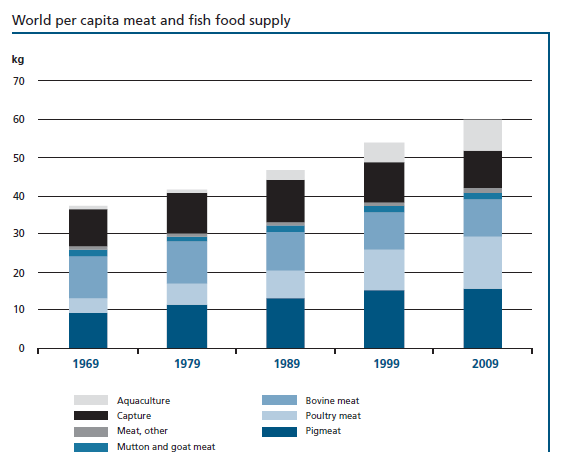 World per capita meat and fish food supply
kg
70
60
50
40
30
20
10
0
1969 1979 1989 1999 2009
Aquaculture
Capture
Meat, other
Mutton and goat meat
Bovine meat
Poultry meat
Pigmeat